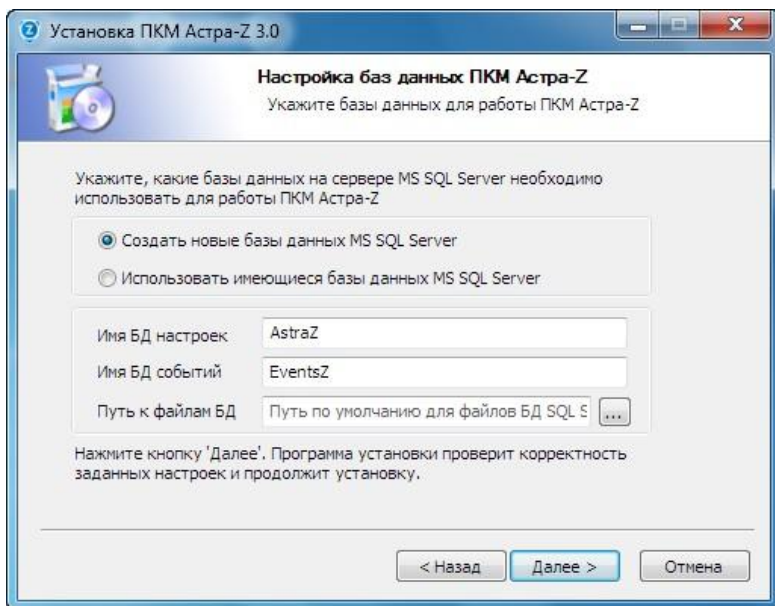 Установка ПКМ Астра-Z 3.0
Настройка баз данных ПКМ Астра-Z
Укажите базы данных для работы ПКМ Астра-Z
Укажите, какие базы данных на сервере MS SQL Server необходимо
использовать для работы ПКМ Астра-Z
Создать новые базы данных MS SQL Server
Использовать имеющиеся базы данных MS SQL Server
Имя БД настроек AstraZ
Имя БД событий EventsZ
Путь к файлам БД Путь по умолчанию для файлов БД SQL S ...
Нажмите кнопку 'Далее'. Программа установки проверит корректность
заданных настроек и продолжит установку.
< Назад Далее > Отмена